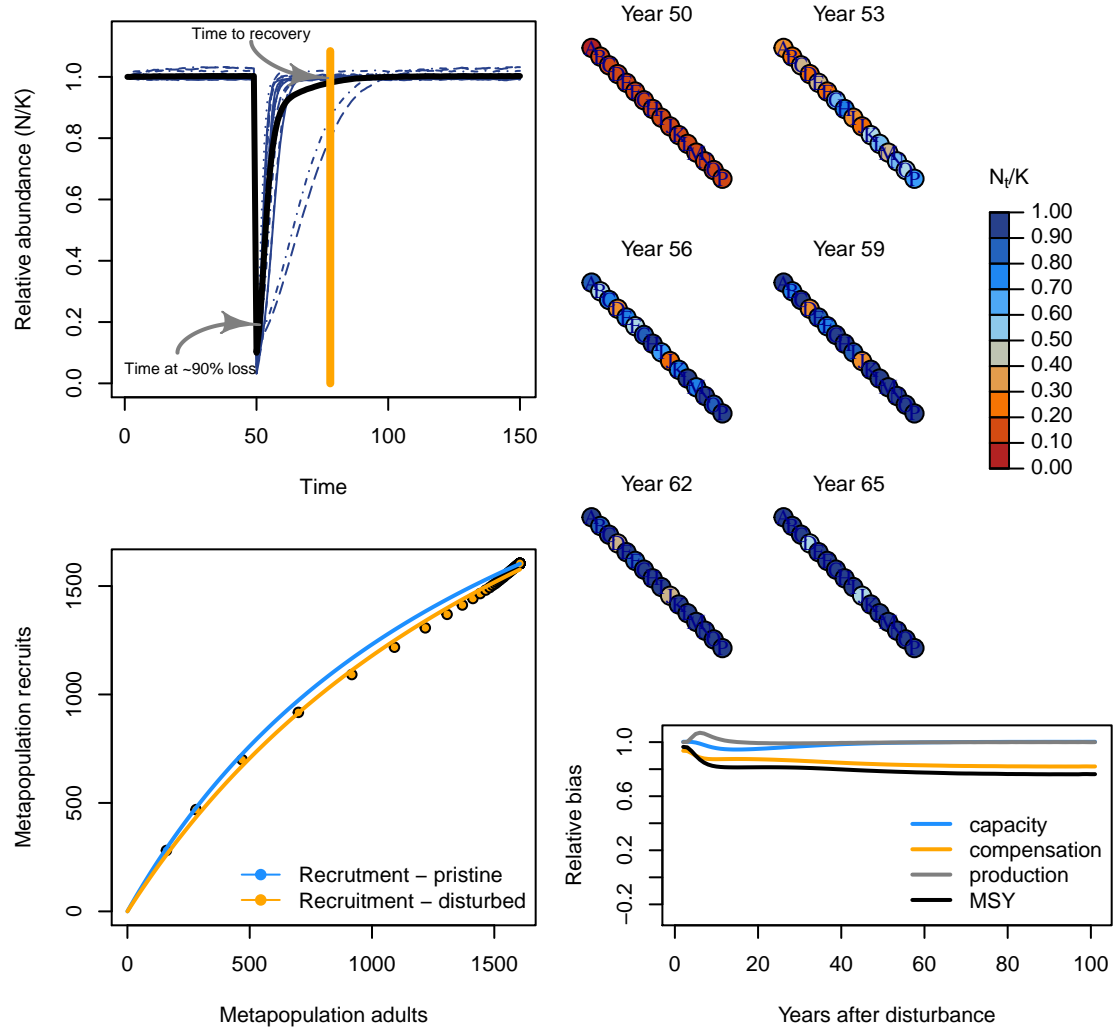 Time to recovery
Time at ~90% loss
Relative abundance (N/K)
0.0 0.2 0.4 0.6 0.8 1.0
0 50 100 150
Time
Year 50
Year 53
Year 56
Year 59
Year 62
Year 65
Nt/K
1.00
0.90
0.80
0.70
0.60
0.50
0.40
0.30
0.20
0.10
0.00
Metapopulation recruits
0 500 1000 1500
Recrutment − pristine
Recruitment − disturbed
0 500 1000 1500
Metapopulation adults
Relative bias
−0.2 0.2 0.6 1.0
capacity
compensation
production
MSY
0 20 40 60 80 100
Years after disturbance